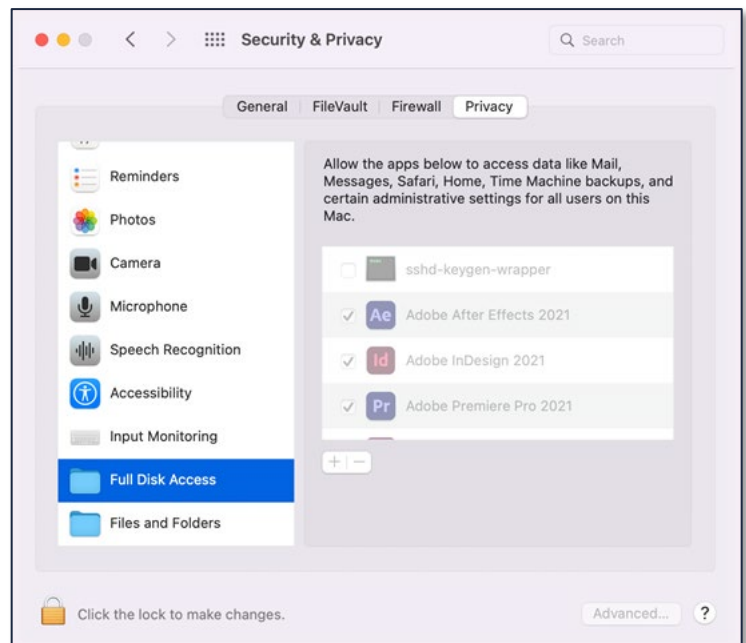 Security & Privacy
Search
General
FileVault
Firewall
Privacy
Reminders
Photos
Camera
Microphone
Speech Recognition
Accessibility
Input Monitoring
Full Disk Access
Files and Folders
Allow the apps below to access data like Mail,
Messages, Safari, Home, Time Machine backups, and
certain administrative settings for all users on this
Mac.
sshd-keygen-wrapper
Ae Adobe After Effects 2021
Id Adobe InDesign 2021
Pr Adobe Premiere Pro 2021
Click the lock to make changes.
Advanced...
?